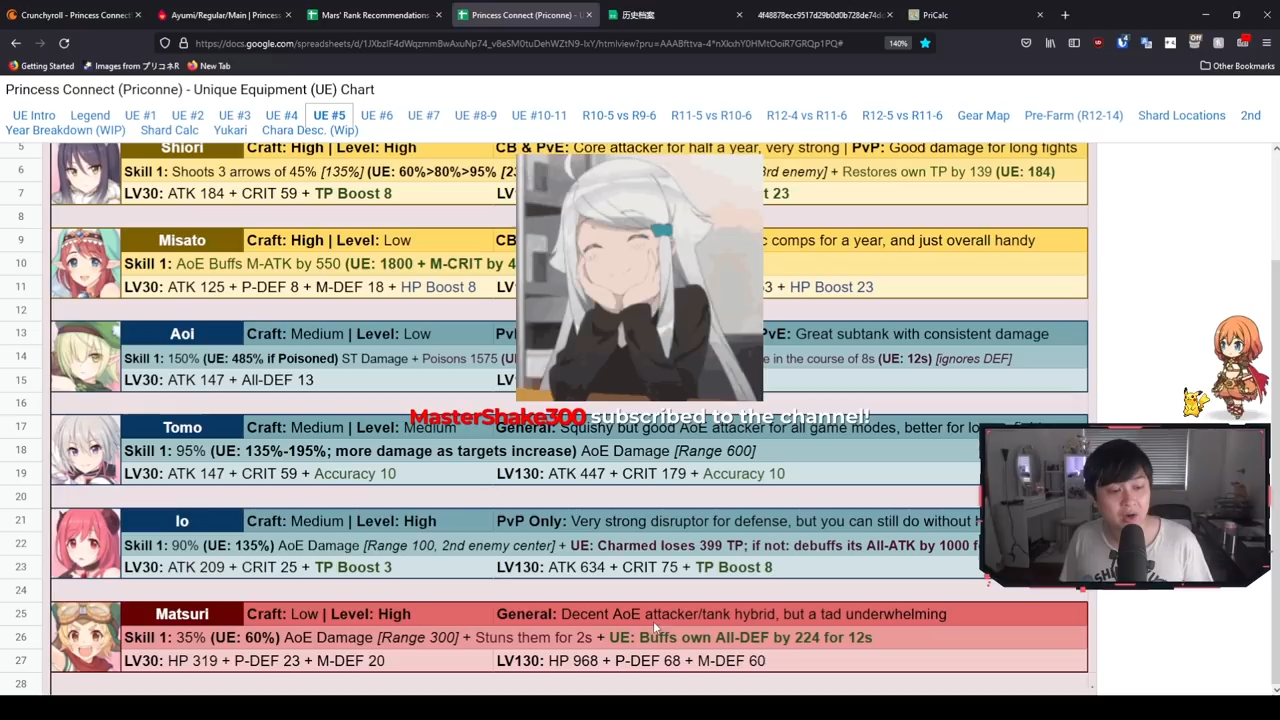 Crunchyroll - Princess Connect!
Ayumi/Regular/Main | Princess
Mars' Rank Recommendations
Princess Connect (Priconne) - U
历史档案
4f48878ecc9517d29b0d0b728de74d
PriCalc
140%
Getting Started
Images from プリコネR
New Tab
Off
Other Bookmarks
Princess Connect (Priconne) - Unique Equipment (UE) Chart
UE Intro Legend UE #1 UE #2 UE #3 UE #4 UE #5 UE #6 UE #7 UE #8-9 UE #10-11 R10-5 vs R9-6 R11-5 vs R10-6 R12-4 vs R11-6 R12-5 vs R11-6 Gear Map Pre-Farm (R12-14) Shard Locations 2nd
Year Breakdown (WIP) Shard Calc Yukari Chara Desc. (Wip)
5 Shiori Craft: High | Level: High CB & PvE: Core attacker for half a year, very strong | PvP: Good damage for long fights
6 Skill 1: Shoots 3 arrows of 45% [135%] (UE: 60%>80%>95% 3rd enemy] + Restores own TP by 139 (UE: 184)
7 LV30: ATK 184 + CRIT 59 + TP Boost 8 st 23
8
9 Misato Craft: High | Level: Low comps for a year, and just overall handy
10 Skill 1: AoE Buffs M-ATK by 550 (UE: 1800 + M-CRIT by 4
11 LV30: ATK 125 + P-DEF 8 + M-DEF 18 + HP Boost 8 + HP Boost 23
12
13 Aoi Craft: Medium | Level: Low PvE: Great subtank with consistent damage
14 Skill 1: 150% (UE: 485% if Poisoned) ST Damage + Poisons 1575 in the course of 8s (UE: 12s) [ignores DEF]
15 LV30: ATK 147 + All-DEF 13
16
MasterShake300 subscribed to the channel!
17 Tomo Craft: Medium | Level: Medium General: Squishy but good AoE attacker for all game modes, better for
18 Skill 1: 95% (UE: 135%-195%; more damage as targets increase) AoE Damage [Range 600]
19 LV30: ATK 147 + CRIT 59 + Accuracy 10 LV130: ATK 447 + CRIT 179 + Accuracy 10
20
21 Io Craft: Medium | Level: High PvP Only: Very strong disruptor for defense, but you can still do without
22 Skill 1: 90% (UE: 135%) AoE Damage [Range 100, 2nd enemy center] + UE: Charmed loses 399 TP; if not: debuffs its All-ATK by 1000
23 LV30: ATK 209 + CRIT 25 + TP Boost 3 LV130: ATK 634 + CRIT 75 + TP Boost 8
24
25 Matsuri Craft: Low | Level: High General: Decent AoE attacker/tank hybrid, but a tad underwhelming
26 Skill 1: 35% (UE: 60%) AoE Damage [Range 300] + Stuns them for 2s + UE: Buffs own All-DEF by 224 for 12s
27 LV30: HP 319 + P-DEF 23 + M-DEF 20 LV130: HP 968 + P-DEF 68 + M-DEF 60
28